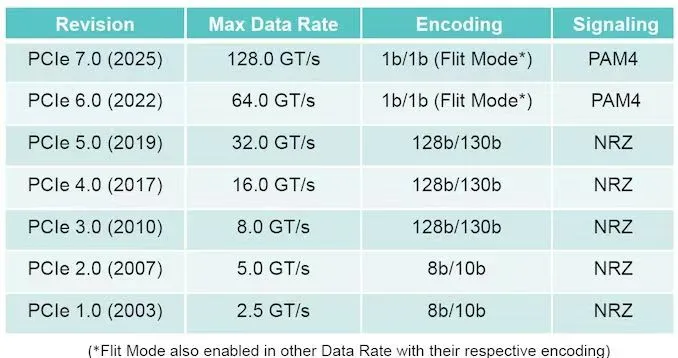 Revision Max Data Rate Encoding Signaling
PCIe 7.0 (2025) 128.0 GT/s 1b/1b (Flit Mode*) PAM4
PCIe 6.0 (2022) 64.0 GT/s 1b/1b (Flit Mode*) PAM4
PCIe 5.0 (2019) 32.0 GT/s 128b/130b NRZ
PCIe 4.0 (2017) 16.0 GT/s 128b/130b NRZ
PCIe 3.0 (2010) 8.0 GT/s 128b/130b NRZ
PCIe 2.0 (2007) 5.0 GT/s 8b/10b NRZ
PCIe 1.0 (2003) 2.5 GT/s 8b/10b NRZ
(*Flit Mode also enabled in other Data Rate with their respective encoding)